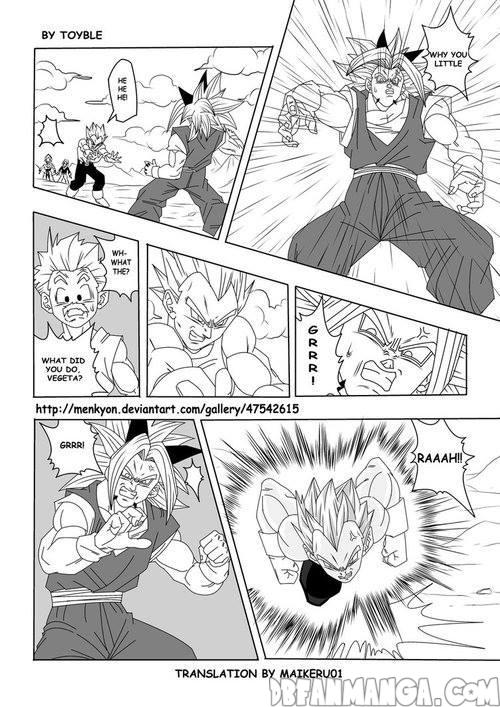 BY TOYBLE
HE
HE
HE!
WHY YOU
LITTLE
WH-
WHAT
THE?
WHAT DID
YOU DO,
VEGETA?
GRRR!
http://menkyon.deviantart.com/gallery/47542615
GRRR!
RAAAH!!
TRANSLATION BY MAIKERU01
DBFANMANGA.COM